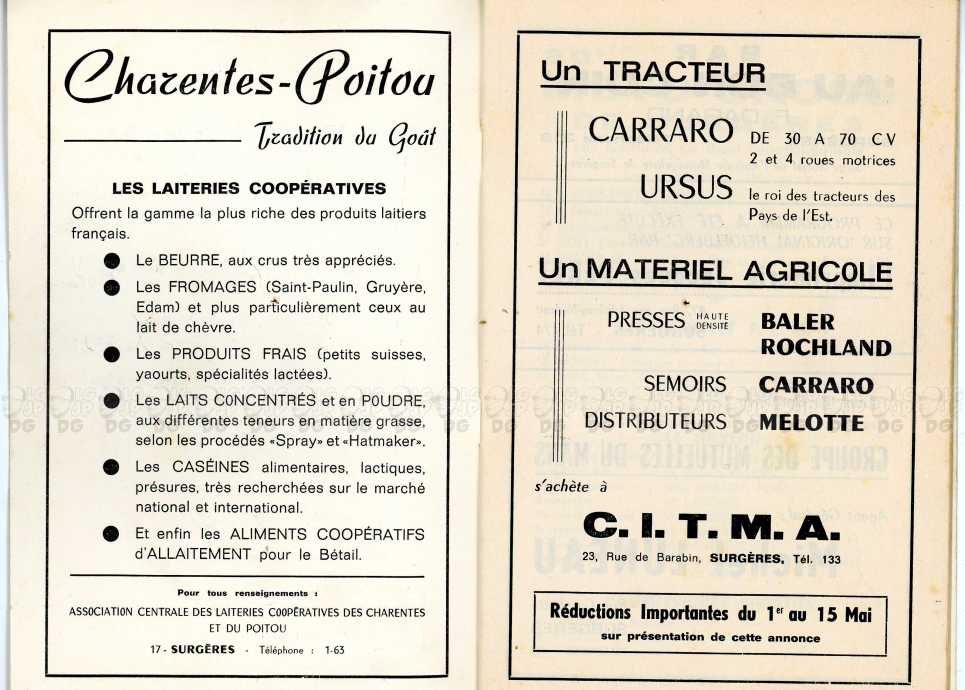 Charentes-Poitou
Tradition du Goût
LES LAITERIES COOPÉRATIVES
Offrent la gamme la plus riche des produits laitiers
français.
Le BEURRE, aux crus très appréciés.
Les FROMAGES (Saint-Paulin, Gruyère,
Edam) et plus particulièrement ceux au
lait de chèvre.
Les PRODUITS FRAIS (petits suisses,
yaourts, spécialités lactées).
Les LAITS CONCENTRÉS et en POUDRE,
aux différentes teneurs en matière grasse,
selon les procédés «Spray» et «Hatmaker».
Les CASÉINES alimentaires, lactiques,
présures, très recherchées sur le marché
national et international.
Et enfin les ALIMENTS COOPÉRATIFS
d'ALLAITEMENT pour le Bétail.
Pour tous renseignements :
ASSOCIATION CENTRALE DES LAITERIES COOPÉRATIVES DES CHARENTES
ET DU POITOU
17 - SURGÈRES - Téléphone : 1-63
Un TRACTEUR
CARRARO DE 30 A 70 CV
2 et 4 roues motrices
URSUS le roi des tracteurs des
Pays de l'Est.
Un MATERIEL AGRICOLE
PRESSES HAUTE DENSITÉ BALER
ROCHLAND
SEMOIRS CARRARO
DISTRIBUTEURS MELOTTE
s'achète à
C.I.T.M.A.
23, Rue de Barabin, SURGÈRES, Tél. 133
Réductions Importantes du 1er au 15 Mai
sur présentation de cette annonce